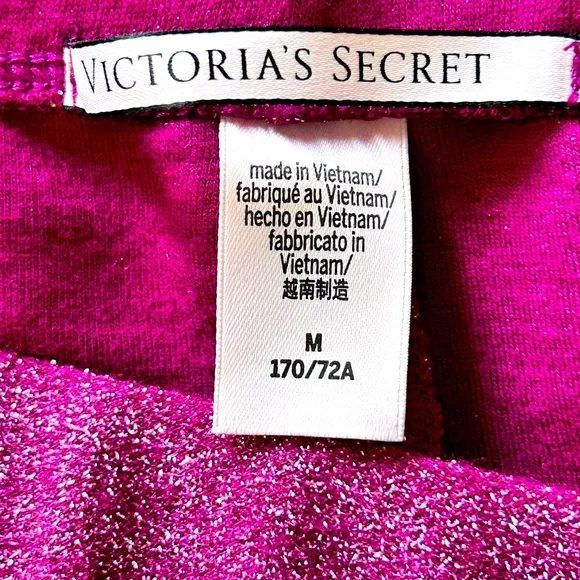 VICTORIA'S SECRET
made in Vietnam/
fabriqué au Vietnam/
hecho en Vietnam/
fabbricato in
Vietnam/
越南制造
M
170/72A